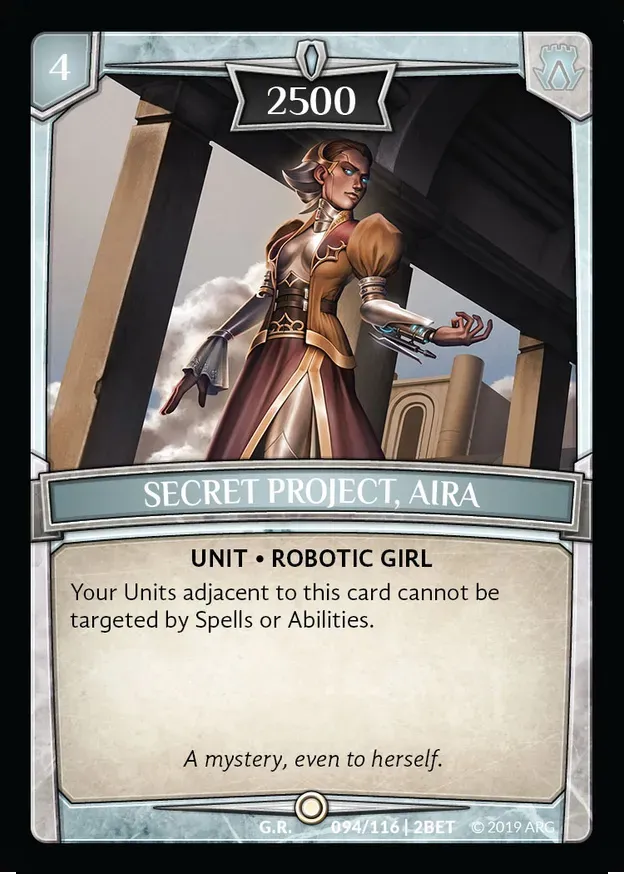 4
2500
SECRET PROJECT, AIRA
UNIT • ROBOTIC GIRL
Your Units adjacent to this card cannot be
targeted by Spells or Abilities.
A mystery, even to herself.
G.R. 094/116 | 2BET © 2019 ARG